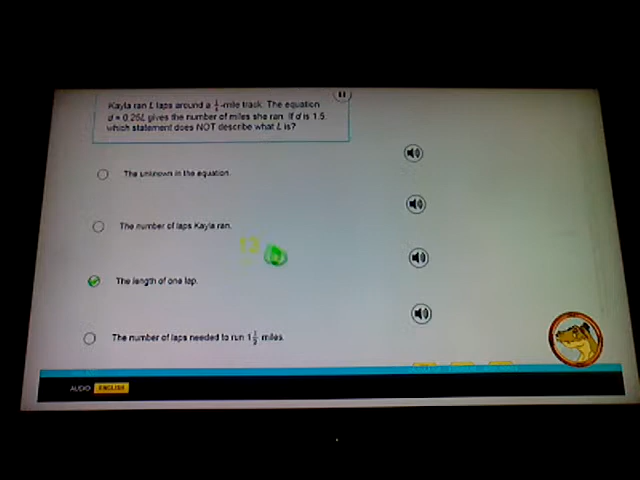 Kayla ran L laps around a 1/4-mile track. The equation
d = 0.25L gives the number of miles she ran. If d is 1.5,
which statement does NOT describe what L is?
The unknown in the equation.
The number of laps Kayla ran.
12
The length of one lap.
The number of laps needed to run 1 1/2 miles.
AUDIO ENGLISH